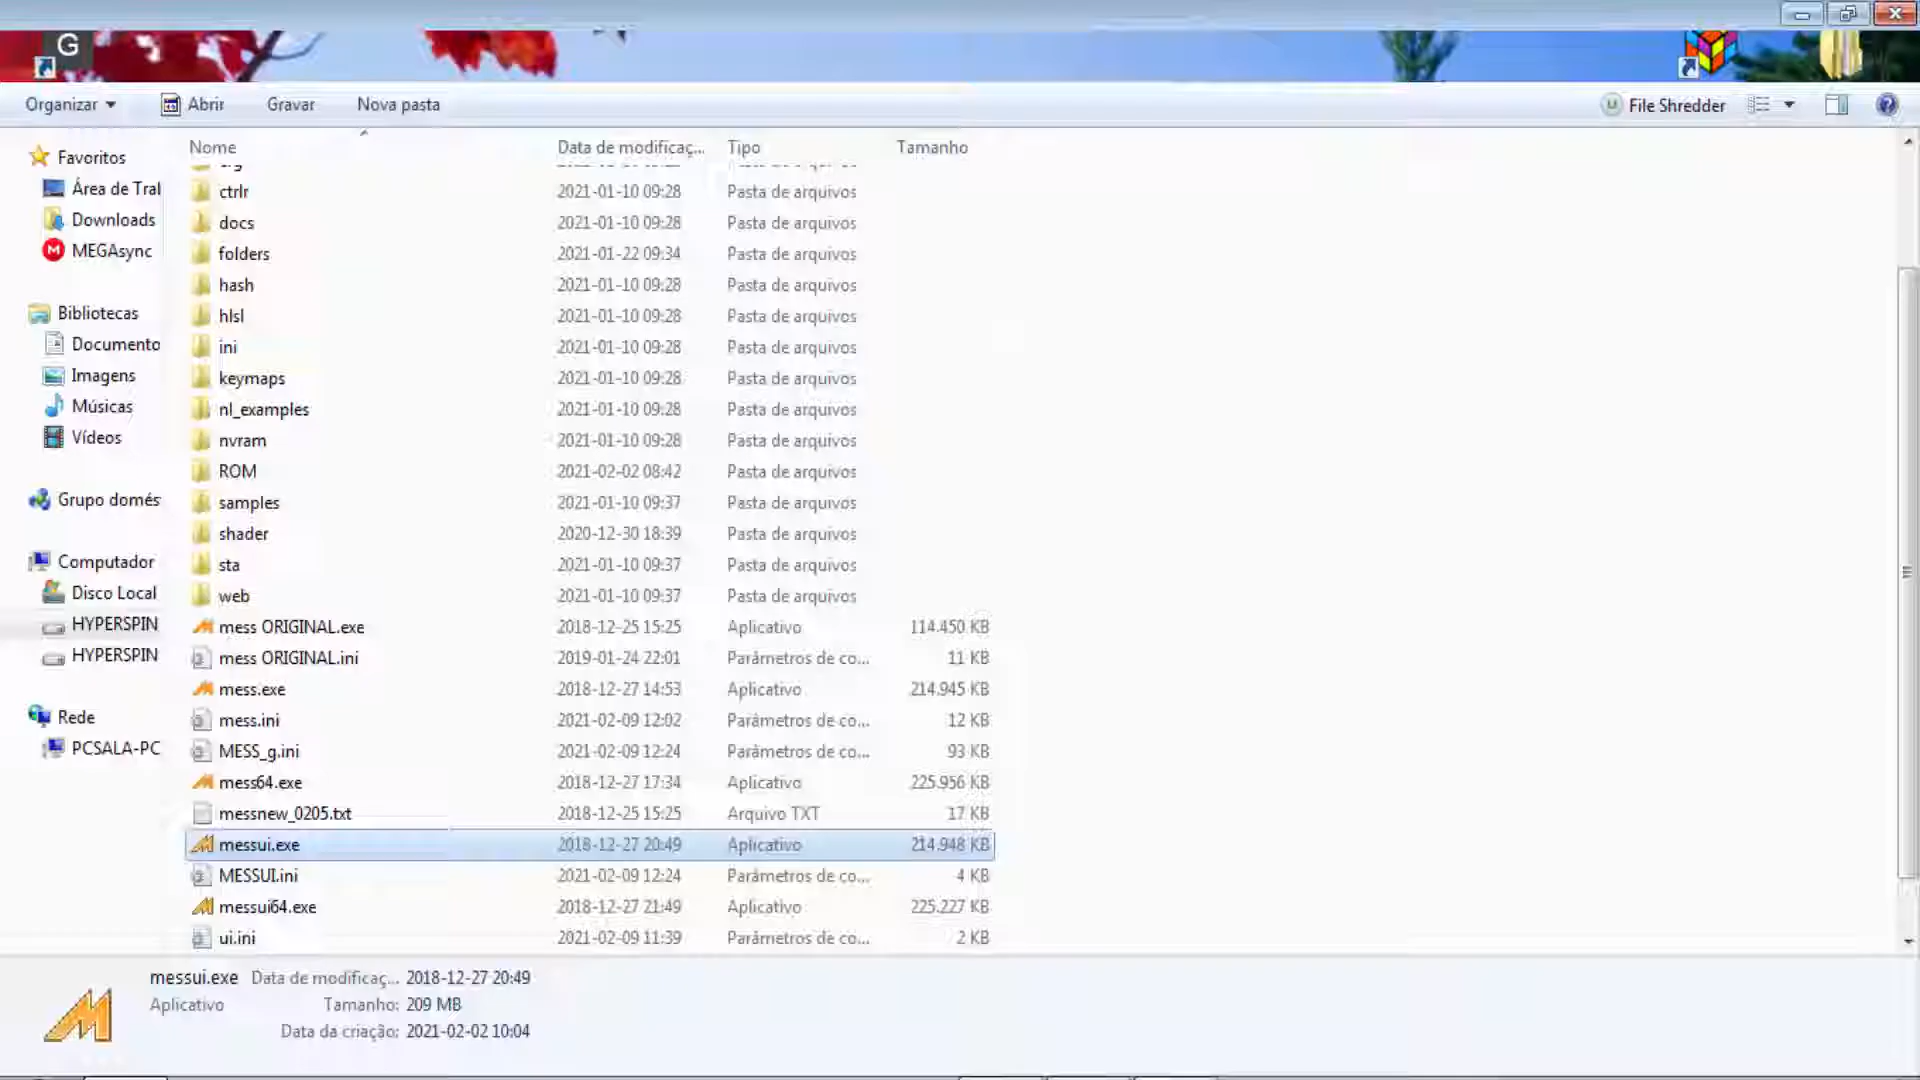 G
Organizar Abrir Gravar Nova pasta File Shredder
Nome Data de modificaç... Tipo Tamanho
ctrlr 2021-01-10 09:28 Pasta de arquivos
docs 2021-01-10 09:28 Pasta de arquivos
folders 2021-01-22 09:34 Pasta de arquivos
hash 2021-01-10 09:28 Pasta de arquivos
hlsl 2021-01-10 09:28 Pasta de arquivos
ini 2021-01-10 09:28 Pasta de arquivos
keymaps 2021-01-10 09:28 Pasta de arquivos
nl_examples 2021-01-10 09:28 Pasta de arquivos
nvram 2021-01-10 09:28 Pasta de arquivos
ROM 2021-02-02 08:42 Pasta de arquivos
samples 2021-01-10 09:37 Pasta de arquivos
shader 2020-12-30 18:39 Pasta de arquivos
sta 2021-01-10 09:37 Pasta de arquivos
web 2021-01-10 09:37 Pasta de arquivos
mess ORIGINAL.exe 2018-12-25 15:25 Aplicativo 114.450 KB
mess ORIGINAL.ini 2019-01-24 22:01 Parâmetros de co... 11 KB
mess.exe 2018-12-27 14:53 Aplicativo 214.945 KB
mess.ini 2021-02-09 12:02 Parâmetros de co... 12 KB
MESS_g.ini 2021-02-09 12:24 Parâmetros de co... 93 KB
mess64.exe 2018-12-27 17:34 Aplicativo 225.956 KB
messnew_0205.txt 2018-12-25 15:25 Arquivo TXT 17 KB
messui.exe 2018-12-27 20:49 Aplicativo 214.948 KB
MESSUI.ini 2021-02-09 12:24 Parâmetros de co... 4 KB
messui64.exe 2018-12-27 21:49 Aplicativo 225.227 KB
ui.ini 2021-02-09 11:39 Parâmetros de co... 2 KB
Favoritos
Área de Tral
Downloads
MEGAsync
Bibliotecas
Documento
Imagens
Músicas
Vídeos
Grupo domés
Computador
Disco Local
HYPERSPIN
HYPERSPIN
Rede
PCSALA-PC
messui.exe Data de modificaç... 2018-12-27 20:49
Aplicativo Tamanho: 209 MB
Data da criação: 2021-02-02 10:04